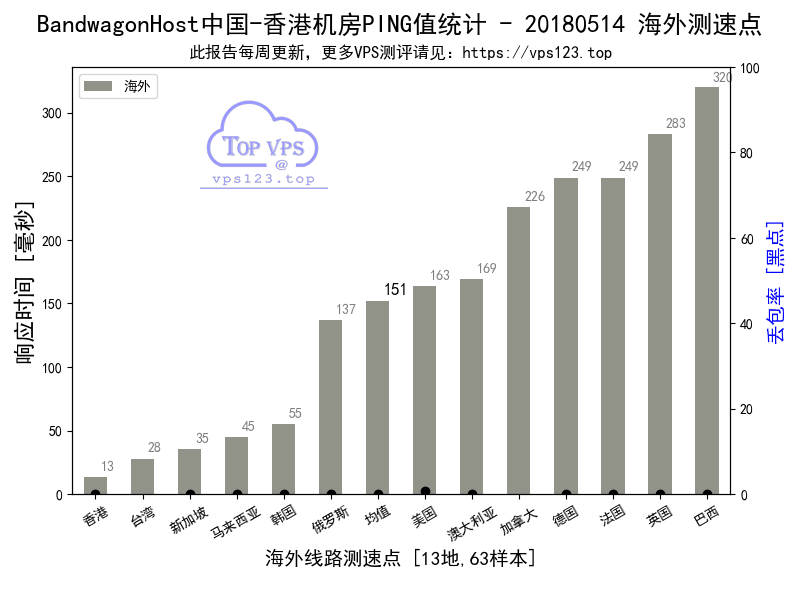 BandwagonHost中国-香港机房PING值统计 - 20180514 海外测速点
此报告每周更新，更多VPS测评请见：https://vps123.top
海外
TOP VPS
@
vps123.top
响应时间 [毫秒]
0
50
100
150
200
250
300
13
28
35
45
55
137
151
163
169
226
249
249
283
320
0
20
40
60
80
100
丢包率 [黑点]
香港
台湾
新加坡
马来西亚
韩国
俄罗斯
均值
美国
澳大利亚
加拿大
德国
法国
英国
巴西
海外线路测速点 [13地,63样本]